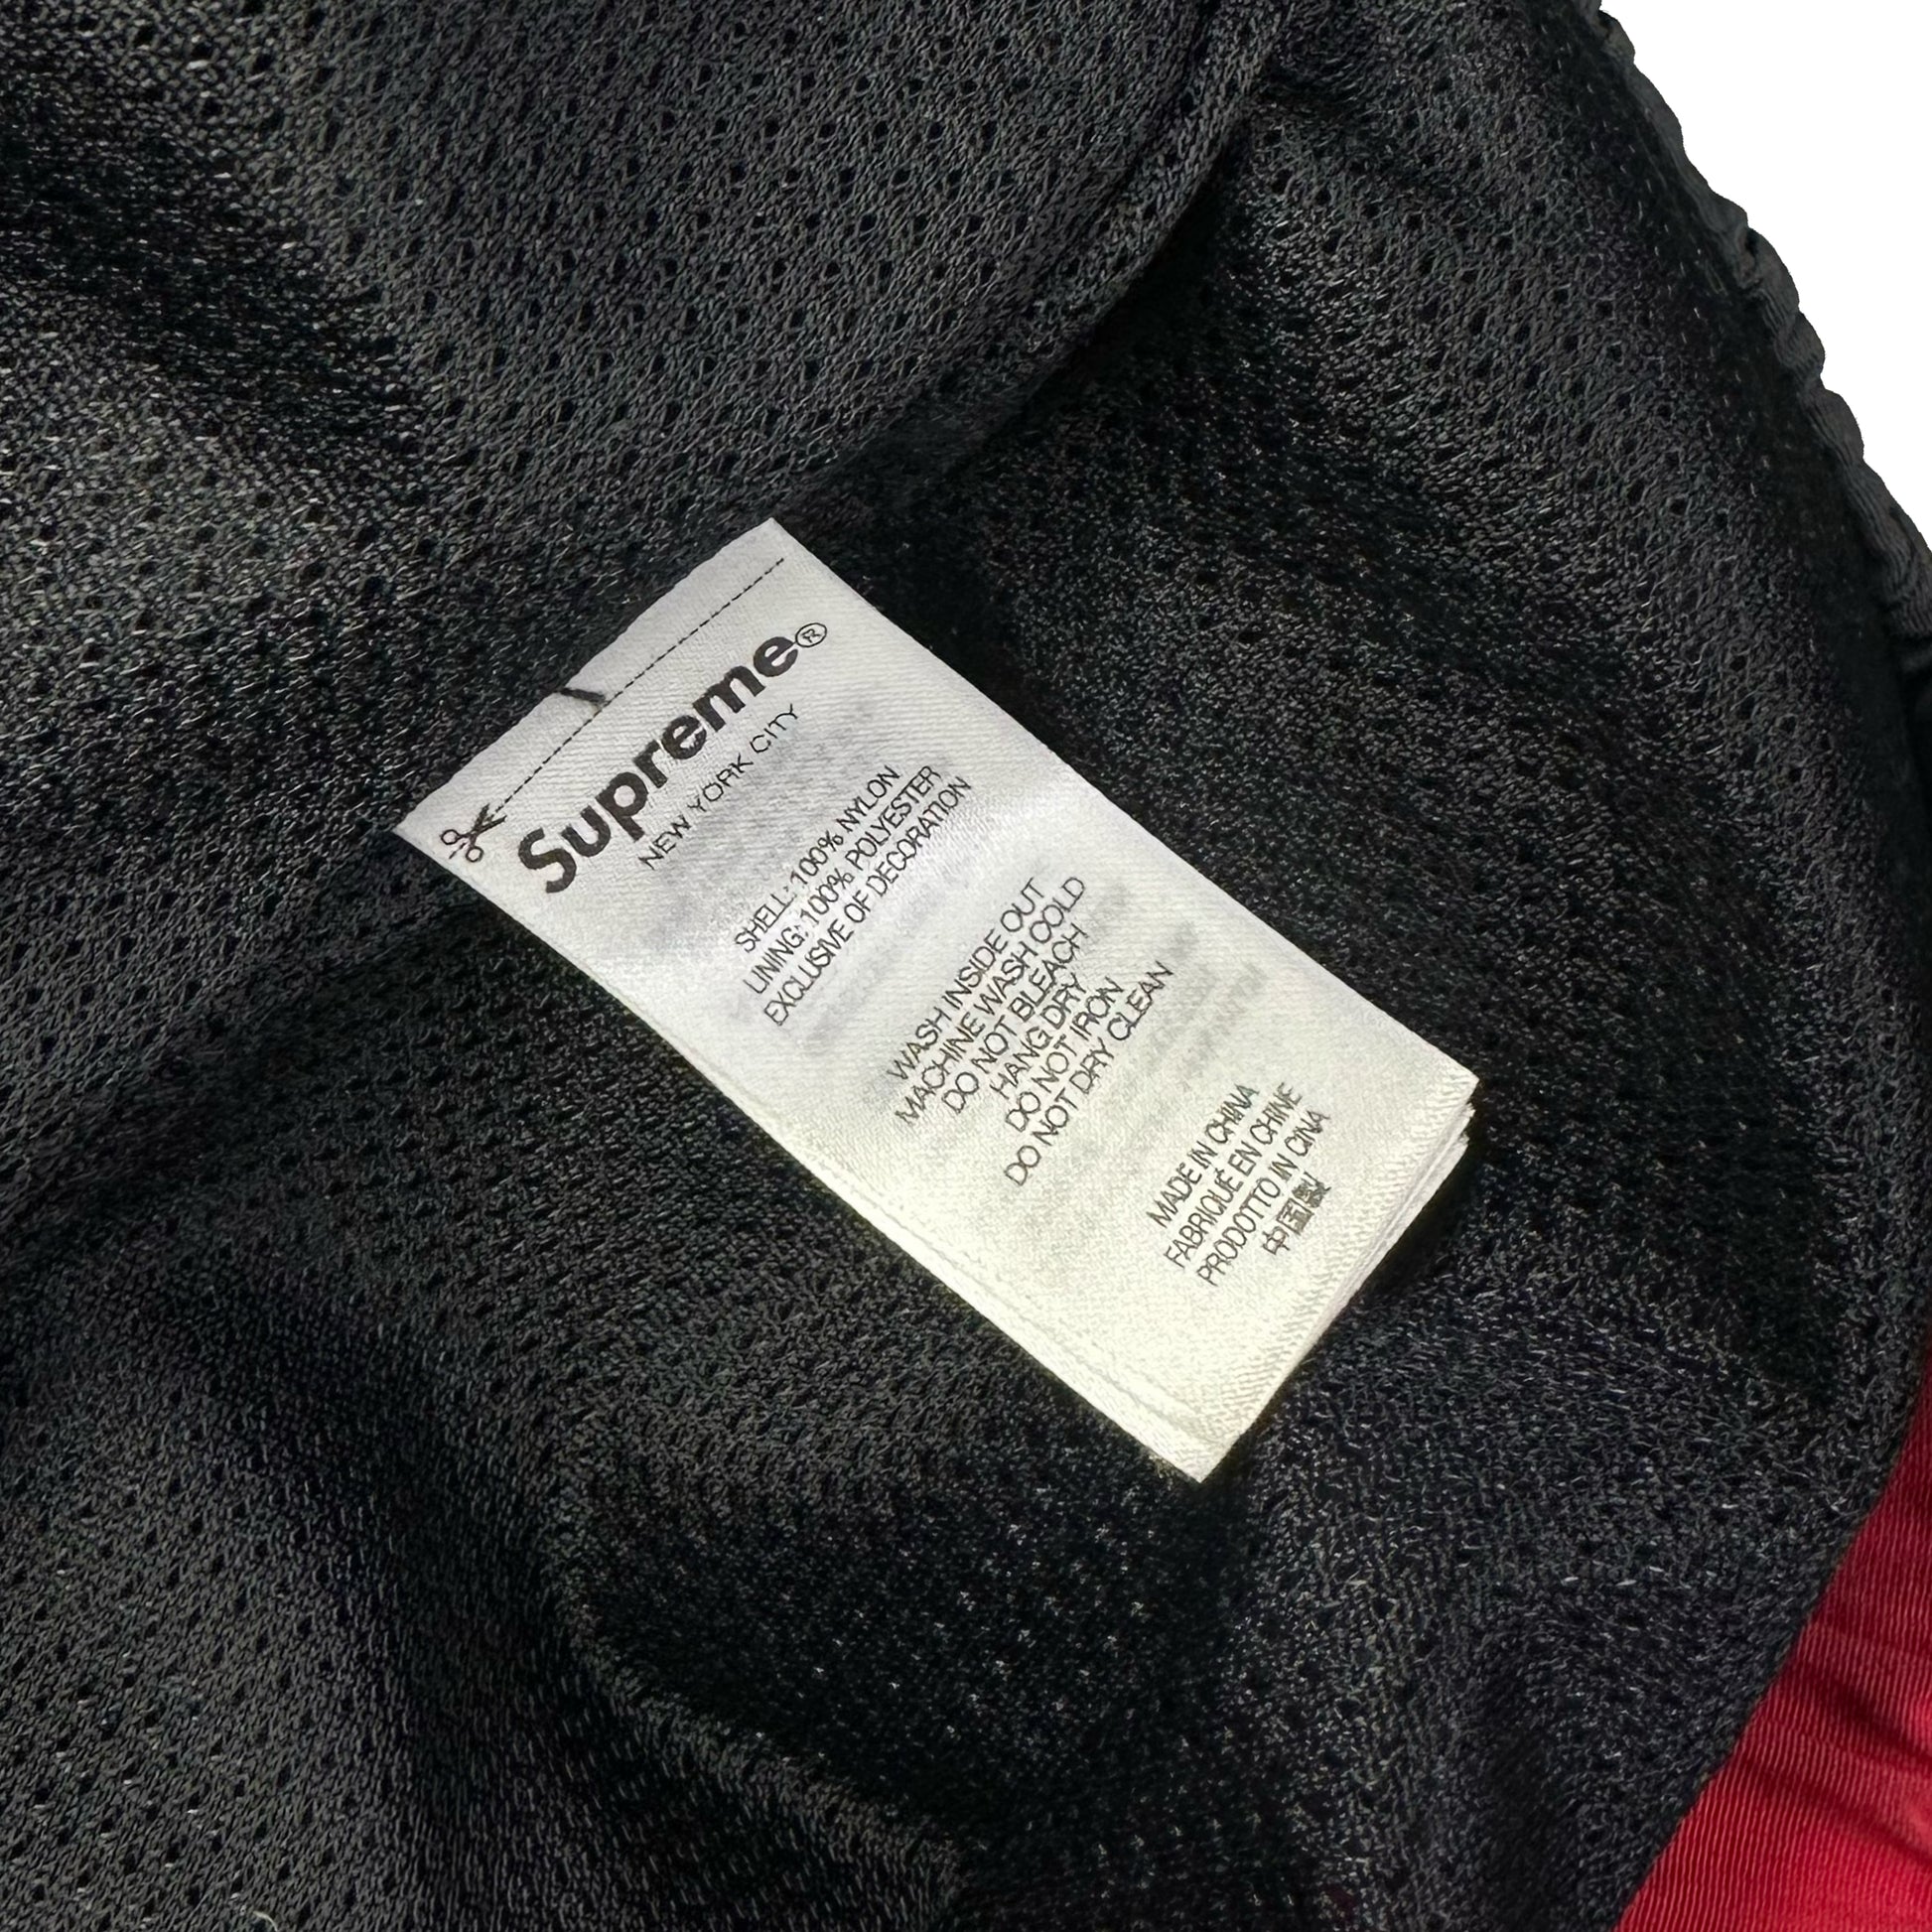 Supreme®
NEW YORK CITY
SHELL: 100% NYLON
LINING: 100% POLYESTER
EXCLUSIVE OF DECORATION
WASH INSIDE OUT
MACHINE WASH COLD
DO NOT BLEACH
HANG DRY
DO NOT IRON
DO NOT DRY CLEAN
MADE IN CHINA
FABRIQUÉ EN CHINE
PRODOTTO IN CINA
中国製